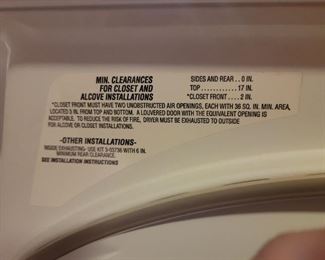 MIN. CLEARANCES
FOR CLOSET AND
ALCOVE INSTALLATIONS
SIDES AND REAR . . 0 IN.
TOP . . . . . . . . . . . . 17 IN.
*CLOSET FRONT . . . . 2 IN.
*CLOSET FRONT MUST HAVE TWO UNOBSTRUCTED AIR OPENINGS, EACH WITH 36 SQ. IN. MIN. AREA,
LOCATED 3 IN. FROM TOP AND BOTTOM. A LOUVERED DOOR WITH THE EQUIVALENT OPENING IS
ACCEPTABLE. TO REDUCE THE RISK OF FIRE, DRYER MUST BE EXHAUSTED TO OUTSIDE
FOR ALCOVE OR CLOSET INSTALLATIONS.
-OTHER INSTALLATIONS-
INSIDE EXHAUSTING- USE KIT 5-03736 WITH 6 IN.
MINIMUM REAR CLEARANCE.
SEE INSTALLATION INSTRUCTIONS